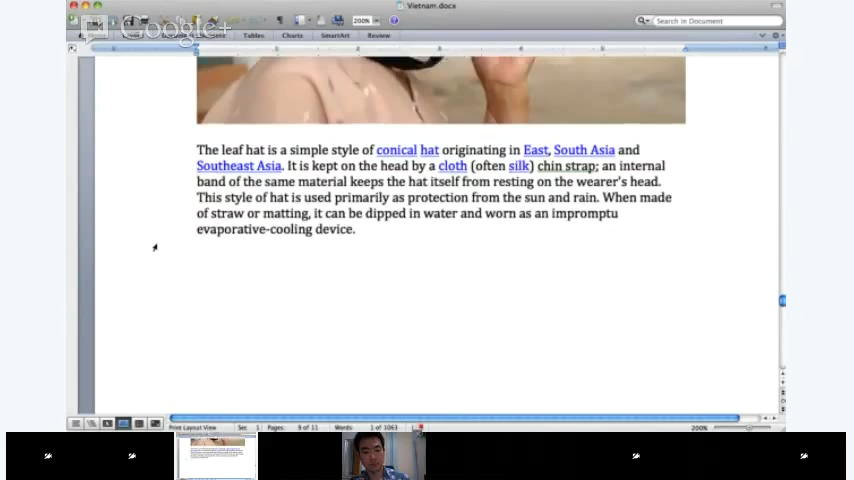 Vietnam.docx
Google+
200%
Search in Document
Tables
Charts
SmartArt
Review
The leaf hat is a simple style of conical hat originating in East, South Asia and
Southeast Asia. It is kept on the head by a cloth (often silk) chin strap; an internal
band of the same material keeps the hat itself from resting on the wearer's head.
This style of hat is used primarily as protection from the sun and rain. When made
of straw or matting, it can be dipped in water and worn as an impromptu
evaporative-cooling device.
Print Layout View Sec 1 Pages: 9 of 11 Words: 1 of 1063 200%